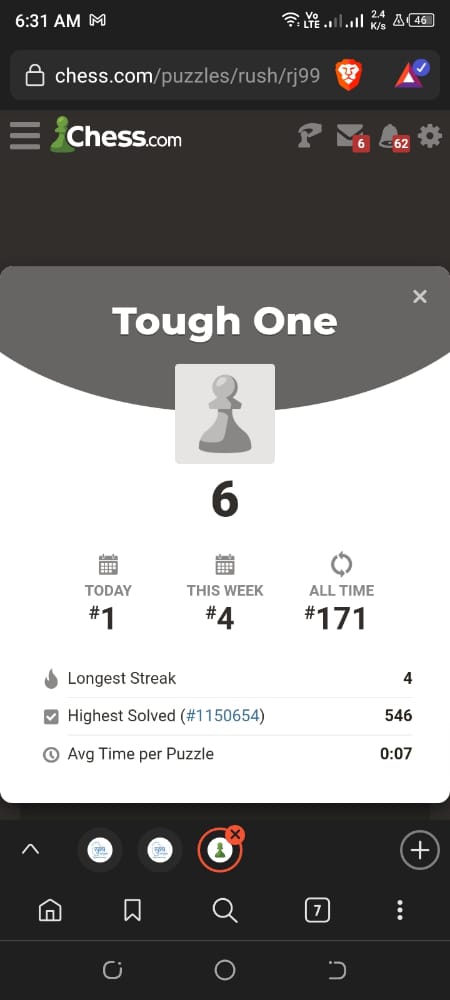 6:31 AM
Vo LTE 2.4 K/s 46
chess.com/puzzles/rush/rj99
Chess.com
6 62
Tough One
6
TODAY THIS WEEK ALL TIME
#1 #4 #171
Longest Streak 4
Highest Solved (#1150654) 546
Avg Time per Puzzle 0:07
7